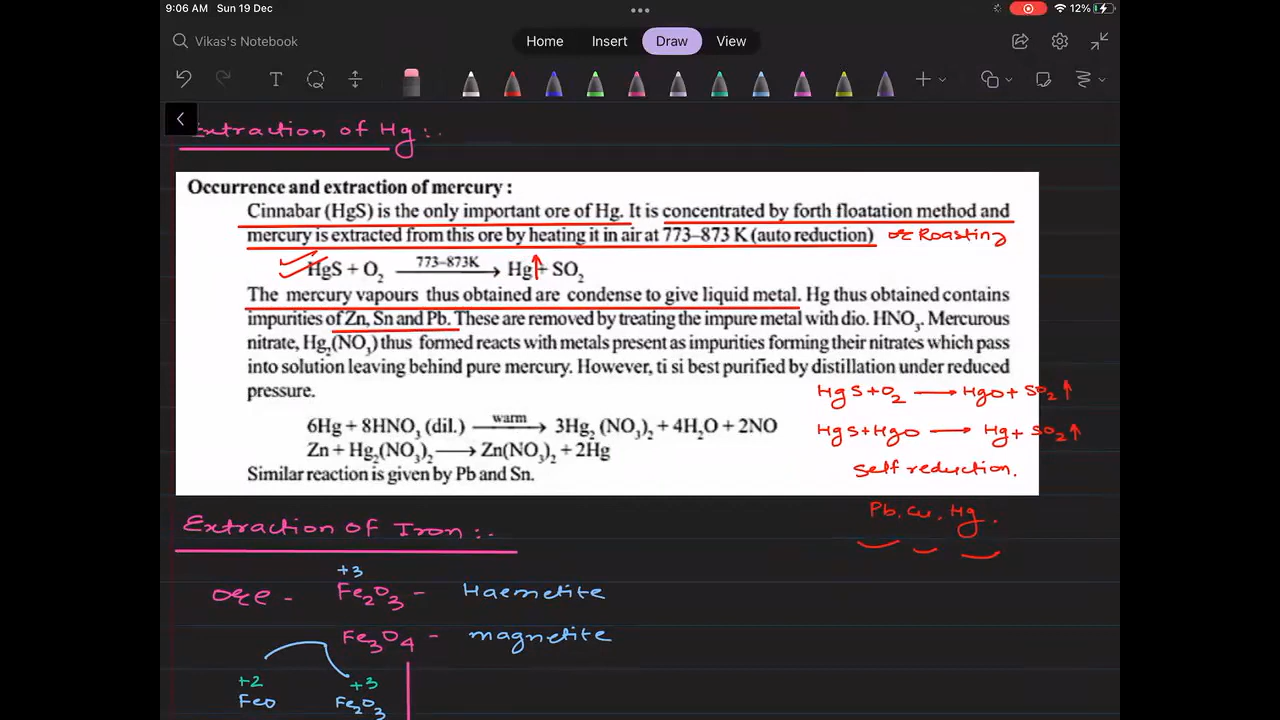 9:06 AM Sun 19 Dec
12%
Vikas's Notebook
Home Insert Draw View
Extraction of Hg:.
Occurrence and extraction of mercury :
Cinnabar (HgS) is the only important ore of Hg. It is concentrated by forth floatation method and
mercury is extracted from this ore by heating it in air at 773–873 K (auto reduction) or Roasting
HgS + O₂ 773–873K → Hg↑ + SO₂
The mercury vapours thus obtained are condense to give liquid metal. Hg thus obtained contains
impurities of Zn, Sn and Pb. These are removed by treating the impure metal with dio. HNO₃. Mercurous
nitrate, Hg₂(NO₃) thus formed reacts with metals present as impurities forming their nitrates which pass
into solution leaving behind pure mercury. However, ti si best purified by distillation under reduced
pressure.
HgS+O₂ → HgO+ SO₂↑
6Hg + 8HNO₃ (dil.) warm → 3Hg₂ (NO₃)₂ + 4H₂O + 2NO
HgS+HgO → Hg+ SO₂↑
Zn + Hg₂(NO₃)₂ → Zn(NO₃)₂ + 2Hg
Self reduction.
Similar reaction is given by Pb and Sn.
Pb, Cu, Hg.
Extraction of Iron:.
+3
Ore - Fe₂O₃ - Haemetite
Fe₃O₄ - magnetite
+2 +3
FeO Fe₂O₃